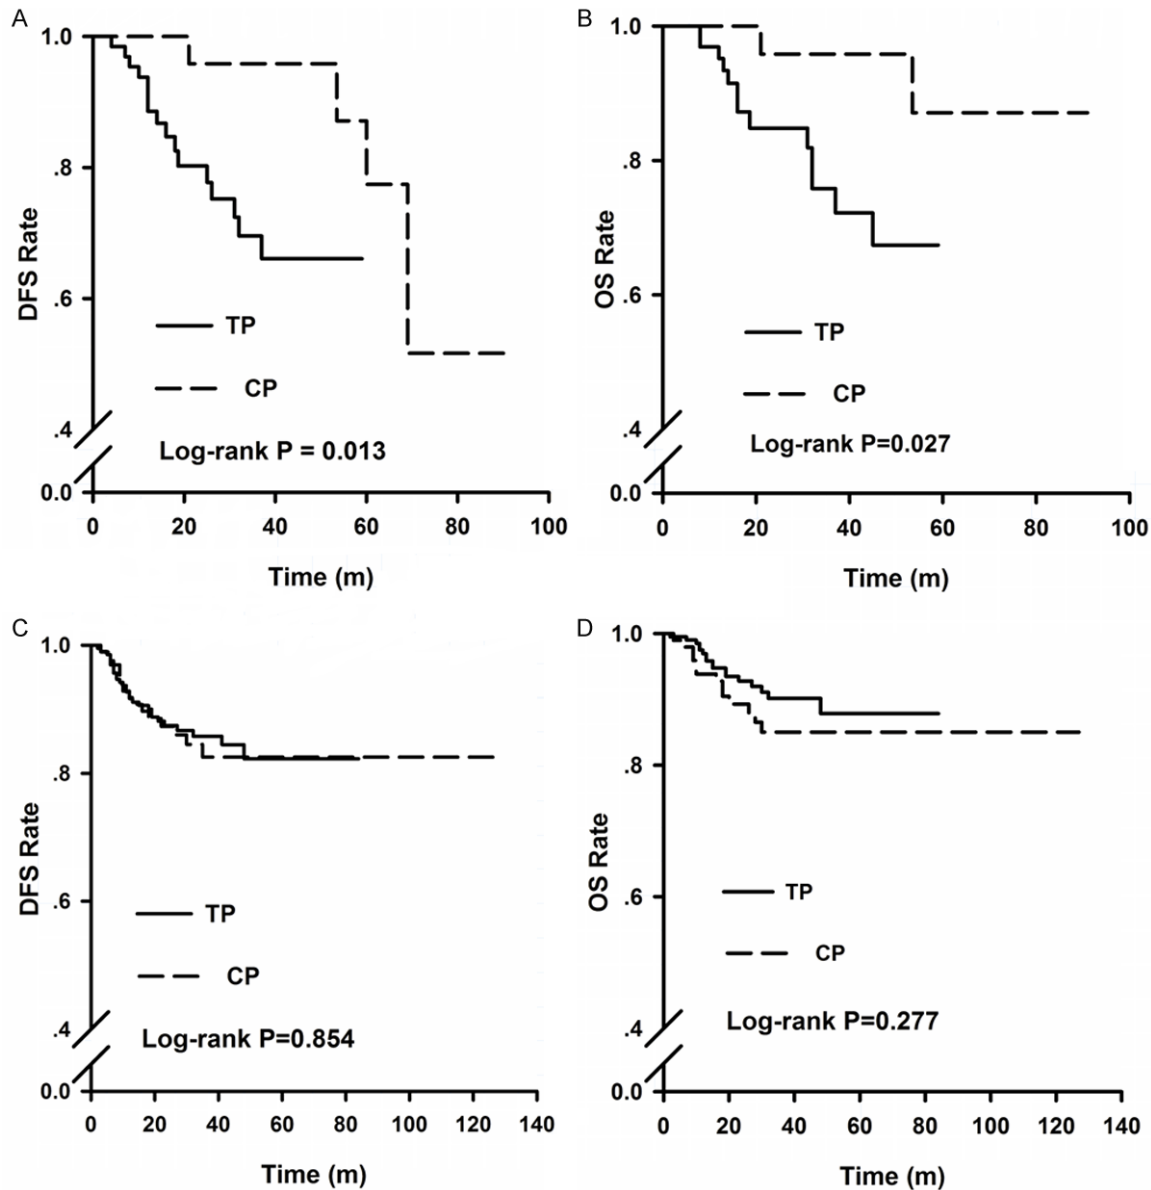 A
1.0
.8
.6
.4
0.0
DFS Rate
TP
CP
Log-rank P = 0.013
0 20 40 60 80 100
Time (m)
B
1.0
.8
.6
.4
0.0
OS Rate
TP
CP
Log-rank P=0.027
0 20 40 60 80 100
Time (m)
C
1.0
.8
.6
.4
0.0
DFS Rate
TP
CP
Log-rank P=0.854
0 20 40 60 80 100 120 140
Time (m)
D
1.0
.8
.6
.4
0.0
OS Rate
TP
CP
Log-rank P=0.277
0 20 40 60 80 100 120 140
Time (m)